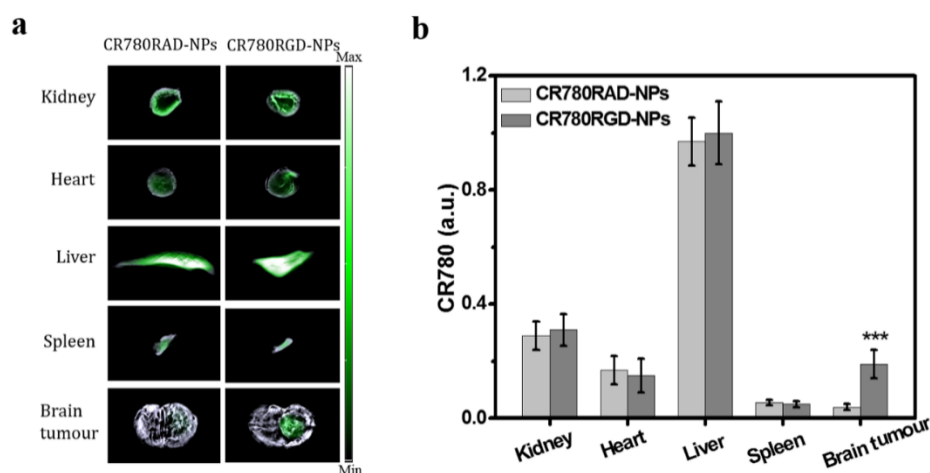 a
CR780RAD-NPs CR780RGD-NPs
Max
Kidney
Heart
Liver
Spleen
Brain
tumour
Min
b
CR780 (a.u.)
1.2
0.8
0.4
0.0
CR780RAD-NPs
CR780RGD-NPs
***
Kidney Heart Liver Spleen Brain tumour